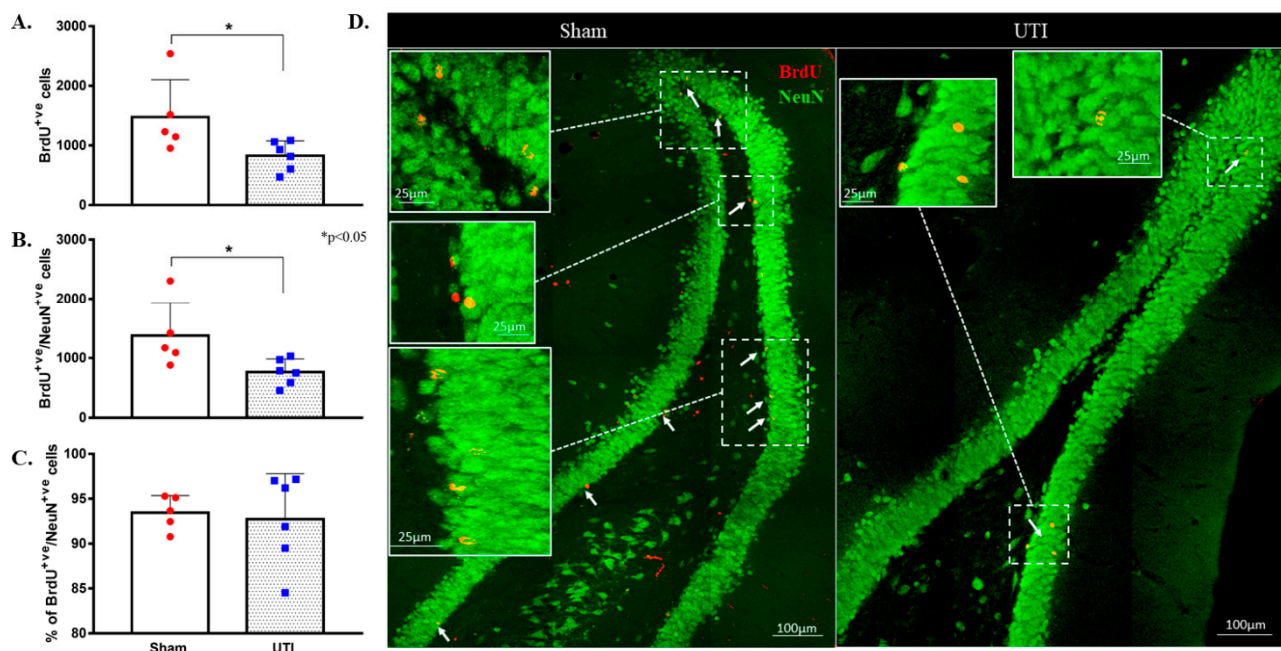 A.
3000
2000
1000
0
BrdU+ve cells
*
B.
*p<0.05
3000
2000
1000
0
BrdU+ve/NeuN+ve cells
*
C.
100
95
90
85
80
% of BrdU+ve/NeuN+ve cells
Sham
UTI
D.
Sham
UTI
BrdU
NeuN
25µm
25µm
25µm
100µm
25µm
25µm
100µm